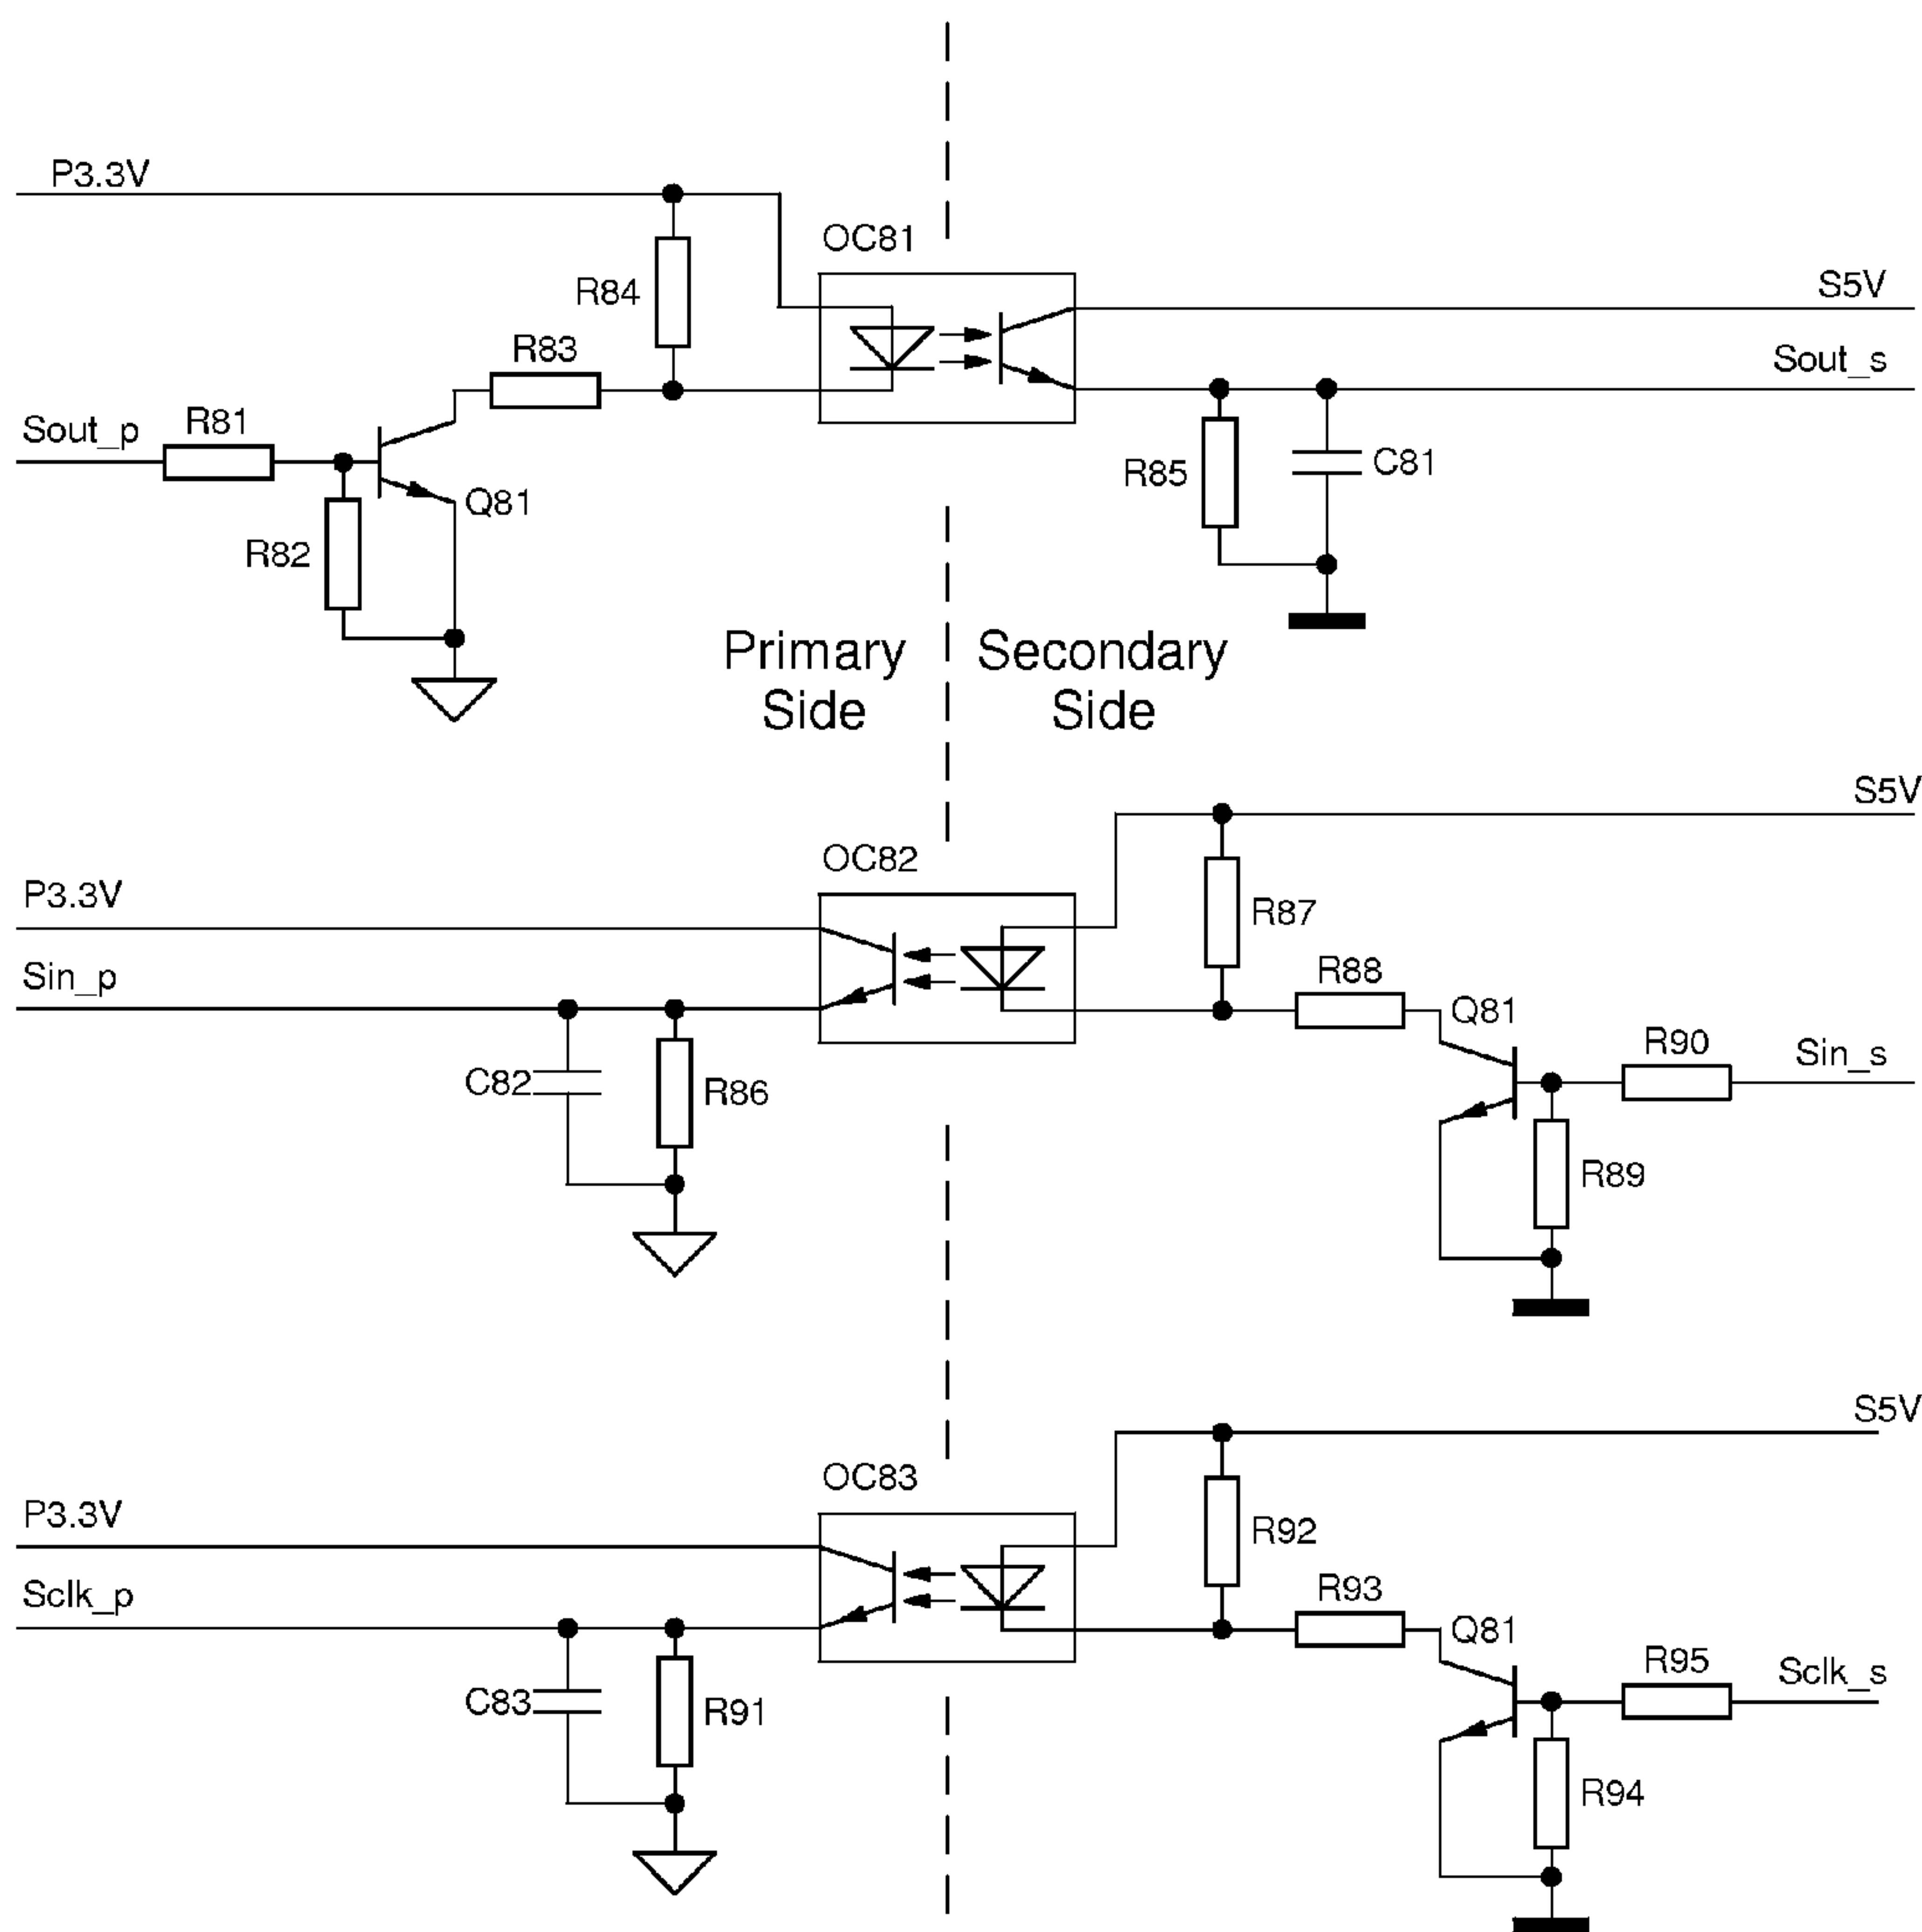 P3.3V
OC81
R84
S5V
R83
Sout_s
Sout_p
R81
R85
C81
Q81
R82
Primary
Side
Secondary
Side
S5V
OC82
P3.3V
R87
Sin_p
R88
Q81
R90
Sin_s
C82
R86
R89
S5V
OC83
P3.3V
R92
Sclk_p
R93
Q81
R95
Sclk_s
C83
R91
R94